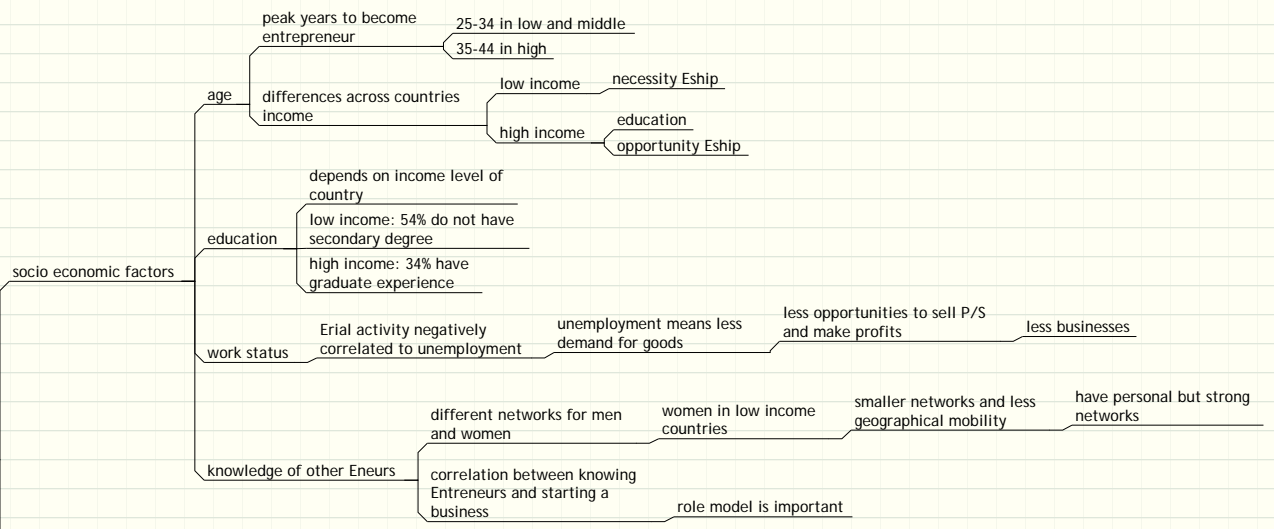 peak years to become
entrepreneur
25-34 in low and middle
35-44 in high
age
differences across countries
income
low income
necessity Eship
high income
education
opportunity Eship
socio economic factors
education
depends on income level of
country
low income: 54% do not have
secondary degree
high income: 34% have
graduate experience
work status
Erial activity negatively
correlated to unemployment
unemployment means less
demand for goods
less opportunities to sell P/S
and make profits
less businesses
knowledge of other Eneurs
different networks for men
and women
women in low income
countries
smaller networks and less
geographical mobility
have personal but strong
networks
correlation between knowing
Entreneurs and starting a
business
role model is important